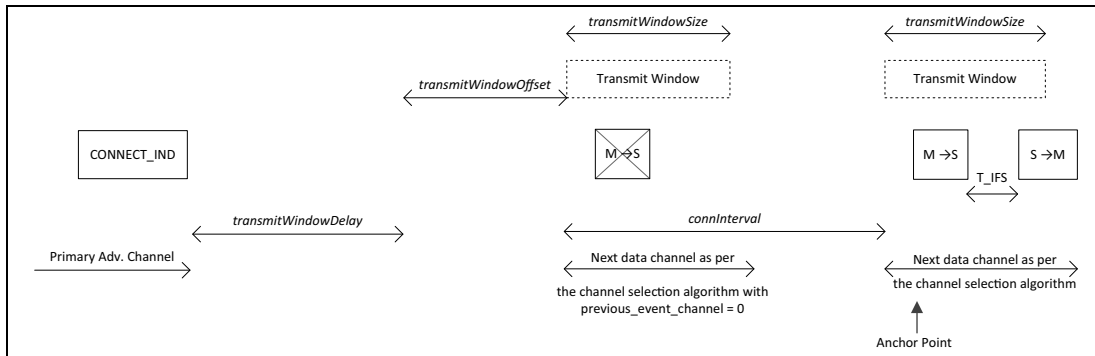 transmitWindowSize
transmitWindowSize
Transmit Window
Transmit Window
transmitWindowOffset
CONNECT_IND
M →S
M →S
S →M
T_IFS
transmitWindowDelay
connInterval
Primary Adv. Channel
Next data channel as per
the channel selection algorithm with
previous_event_channel = 0
Next data channel as per
the channel selection algorithm
Anchor Point